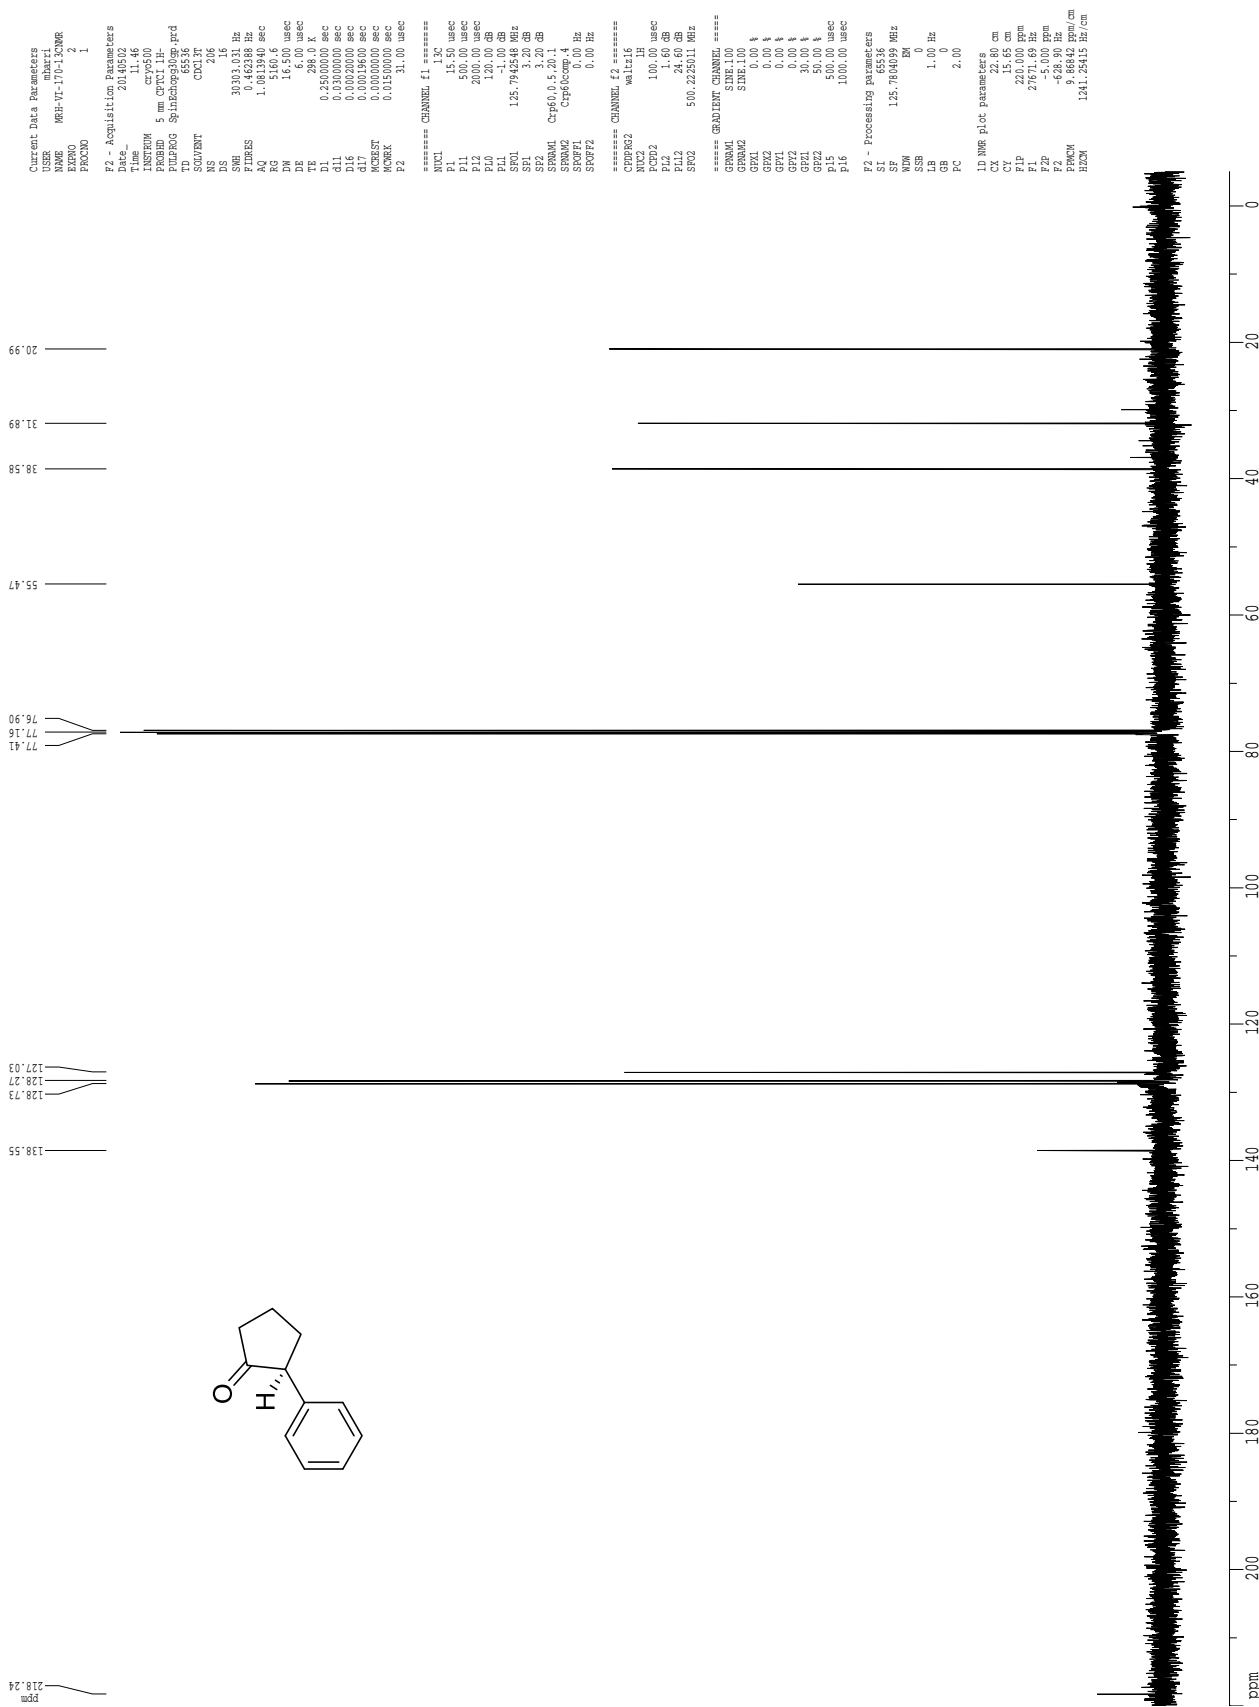 Current Data Parameters
USER mharri
NAME MRH-VI-170-13CNMR
EXPNO 2
PROCNO 1
F2 - Acquisition Parameters
Date_ 20140502
Time 11.46
INSTRUM cryo500
PROBHD 5 mm CPTCI 1H-
PULPROG SpinEchopg30gp.prd
TD 65536
SOLVENT CDCl3T
NS 206
DS 16
SWH 30303.031 Hz
FIDRES 0.462388 Hz
AQ 1.0813940 sec
RG 5160.6
DW 16.500 usec
DE 6.00 usec
TE 298.0 K
D1 0.25000000 sec
d11 0.03000000 sec
D16 0.00020000 sec
d17 0.00019600 sec
MCREST 0.00000000 sec
MCWRK 0.01500000 sec
P2 31.00 usec
======== CHANNEL f1 ========
NUC1 13C
P1 15.50 usec
P11 500.00 usec
P12 2000.00 usec
PL0 120.00 dB
PL1 -1.00 dB
SFO1 125.7942548 MHz
SP1 3.20 dB
SP2 3.20 dB
SPNAM1 Crp60,0.5,20.1
SPNAM2 Crp60comp.4
SPOFF1 0.00 Hz
SPOFF2 0.00 Hz
======== CHANNEL f2 ========
CPDPRG2 waltz16
NUC2 1H
PCPD2 100.00 usec
PL2 1.60 dB
PL12 24.60 dB
SFO2 500.2225011 MHz
====== GRADIENT CHANNEL =====
GPNAM1 SINE.100
GPNAM2 SINE.100
GPX1 0.00 %
GPX2 0.00 %
GPY1 0.00 %
GPY2 0.00 %
GPZ1 30.00 %
GPZ2 50.00 %
p15 500.00 usec
p16 1000.00 usec
F2 - Processing parameters
SI 65536
SF 125.7804099 MHz
WDW EM
SSB 0
LB 1.00 Hz
GB 0
PC 2.00
1D NMR plot parameters
CX 22.80 cm
CY 15.65 cm
F1P 220.000 ppm
F1 27671.69 Hz
F2P -5.000 ppm
F2 -628.90 Hz
PPMCM 9.86842 ppm/cm
HZCM 1241.25415 Hz/cm
ppm
218.24
138.55
128.73
128.27
127.03
77.41
77.16
76.90
55.47
38.58
31.89
20.99
O
H
ppm
200
180
160
140
120
100
80
60
40
20
0